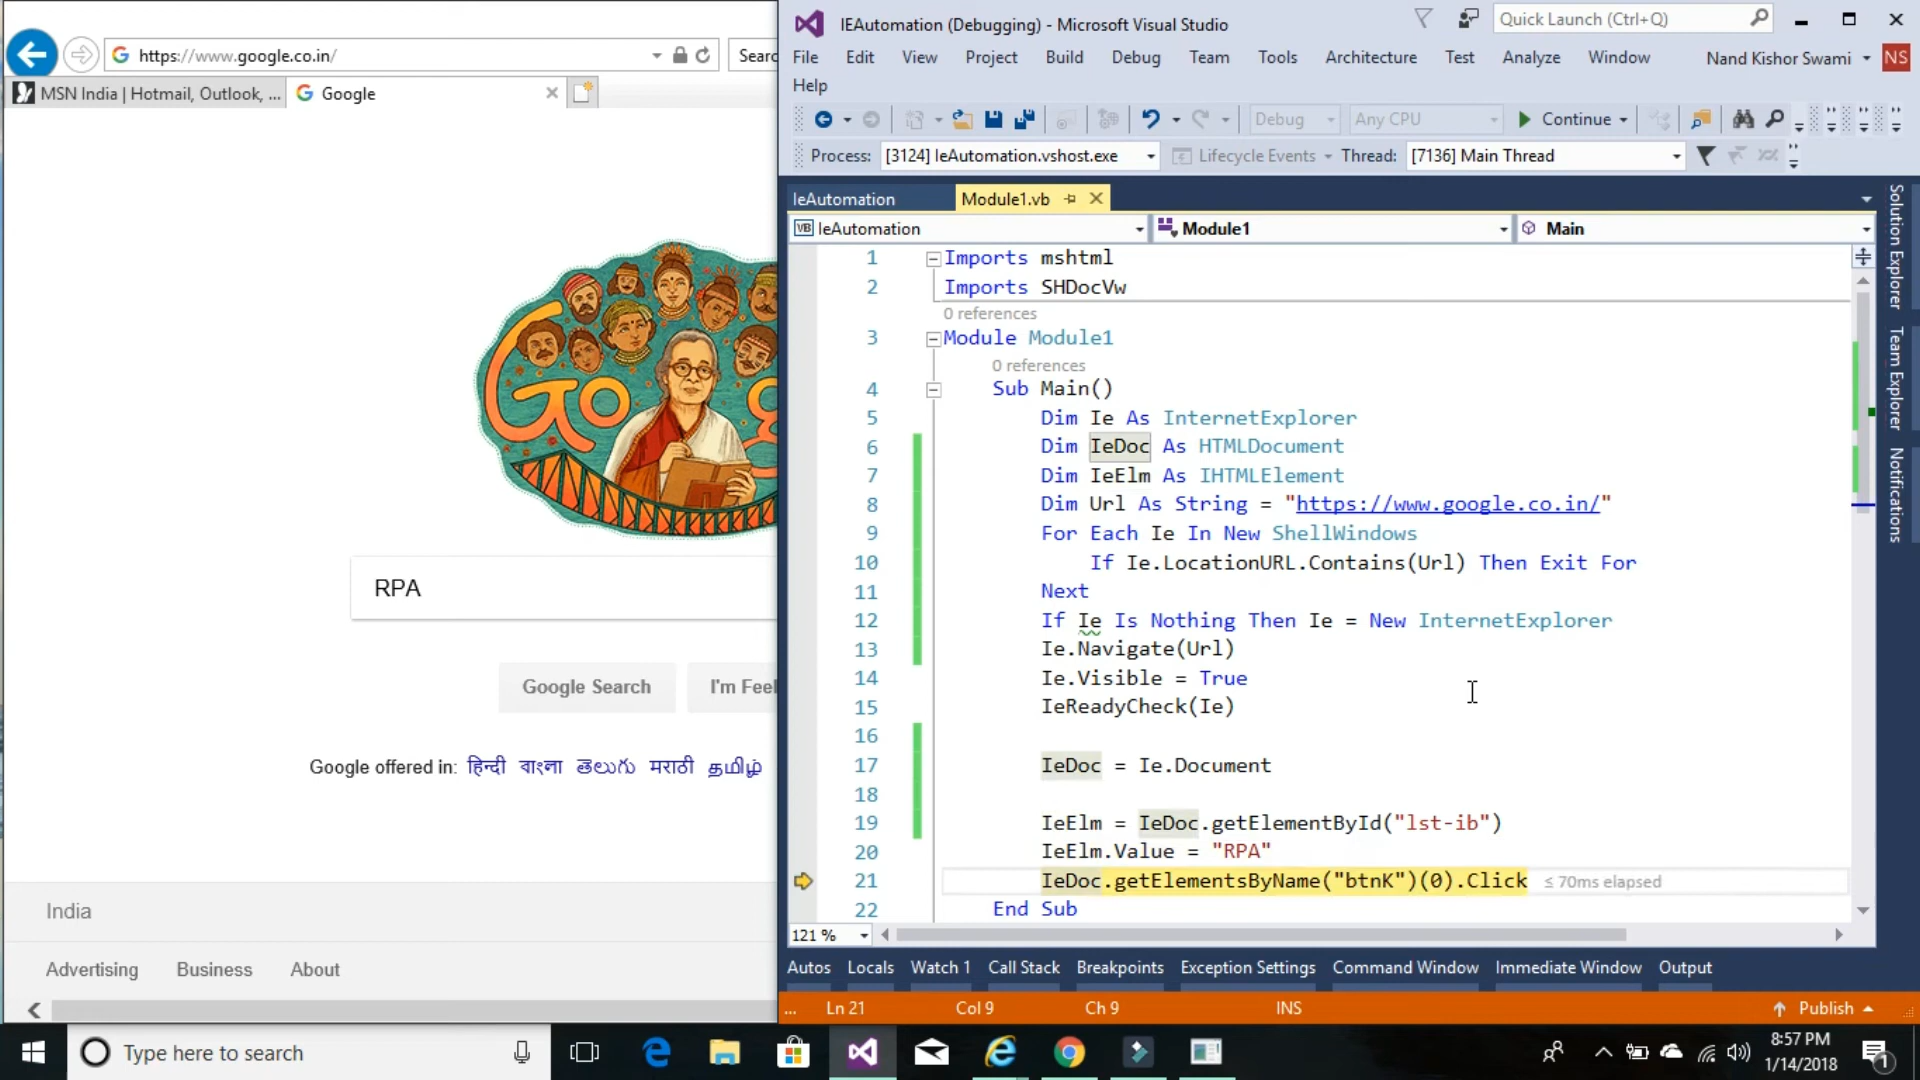 https://www.google.co.in/
Searc
MSN India | Hotmail, Outlook, ...
Google
RPA
Google Search
I'm Feel
Google offered in: हिन्दी বাংলা తెలుగు मराठी தமிழ்
India
Advertising Business About
IEAutomation (Debugging) - Microsoft Visual Studio
Quick Launch (Ctrl+Q)
File Edit View Project Build Debug Team Tools Architecture Test Analyze Window
Nand Kishor Swami NS
Help
Debug Any CPU Continue
Process: [3124] IeAutomation.vshost.exe Lifecycle Events Thread: [7136] Main Thread
IeAutomation Module1.vb
VB IeAutomation Module1 Main
1 Imports mshtml
2 Imports SHDocVw
0 references
3 Module Module1
0 references
4 Sub Main()
5 Dim Ie As InternetExplorer
6 Dim IeDoc As HTMLDocument
7 Dim IeElm As IHTMLElement
8 Dim Url As String = "https://www.google.co.in/"
9 For Each Ie In New ShellWindows
10 If Ie.LocationURL.Contains(Url) Then Exit For
11 Next
12 If Ie Is Nothing Then Ie = New InternetExplorer
13 Ie.Navigate(Url)
14 Ie.Visible = True
15 IeReadyCheck(Ie)
16
17 IeDoc = Ie.Document
18
19 IeElm = IeDoc.getElementById("lst-ib")
20 IeElm.Value = "RPA"
21 IeDoc.getElementsByName("btnK")(0).Click ≤ 70ms elapsed
22 End Sub
121 %
Autos Locals Watch 1 Call Stack Breakpoints Exception Settings Command Window Immediate Window Output
... Ln 21 Col 9 Ch 9 INS Publish
Solution Explorer
Team Explorer
Notifications
Type here to search
8:57 PM
1/14/2018
1